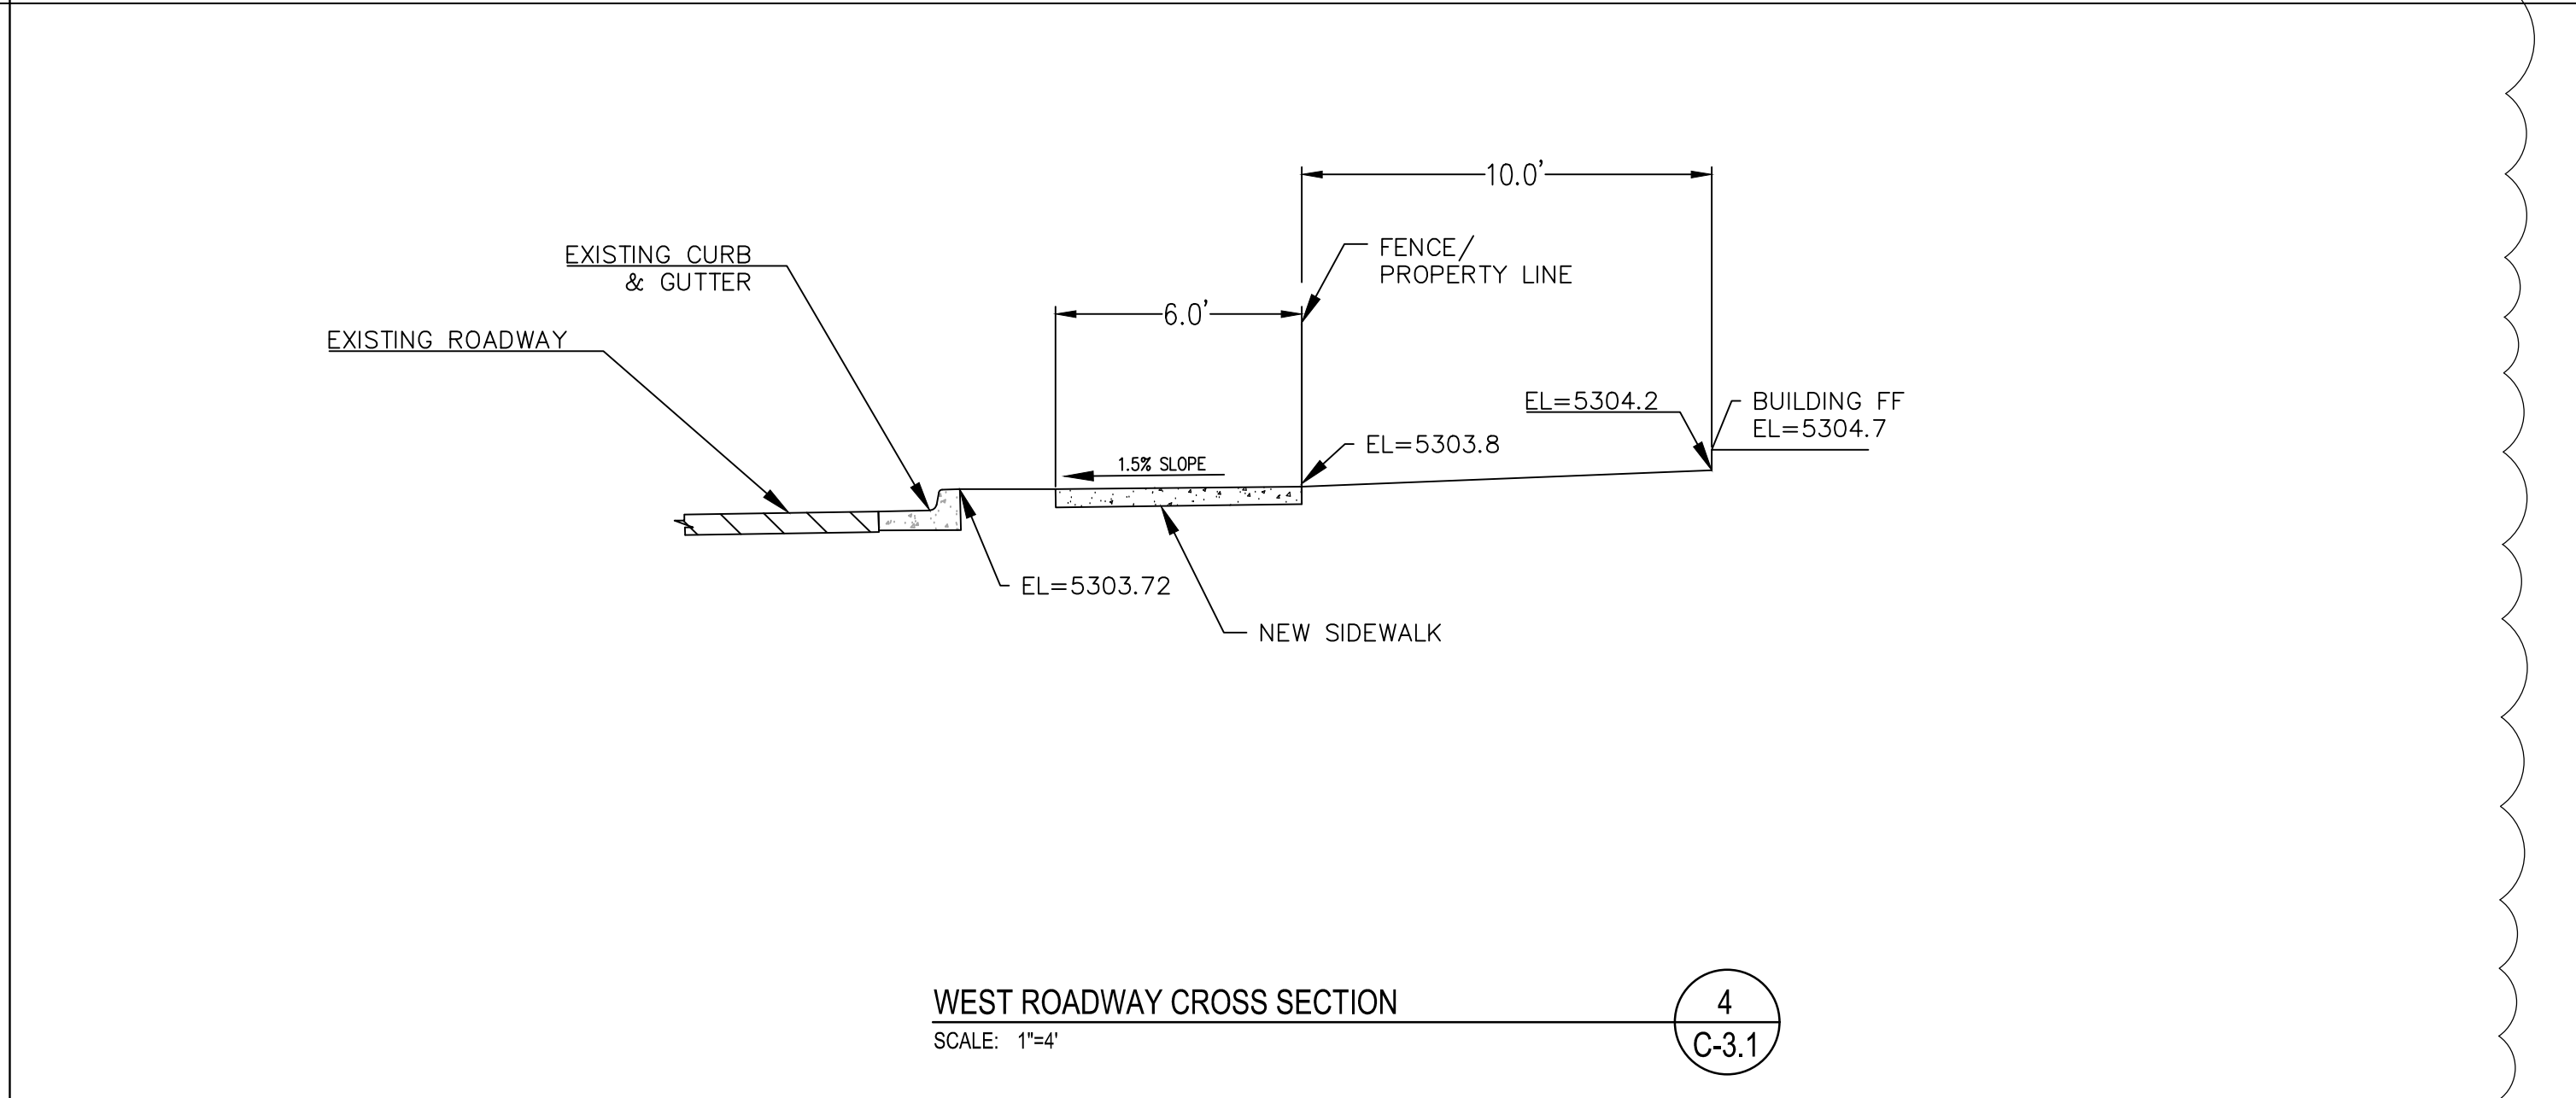 10.0'
FENCE/
PROPERTY LINE
EXISTING CURB
& GUTTER
6.0'
EXISTING ROADWAY
EL=5304.2
BUILDING FF
EL=5304.7
EL=5303.8
1.5% SLOPE
EL=5303.72
NEW SIDEWALK
WEST ROADWAY CROSS SECTION
SCALE: 1"=4'
4
C-3.1